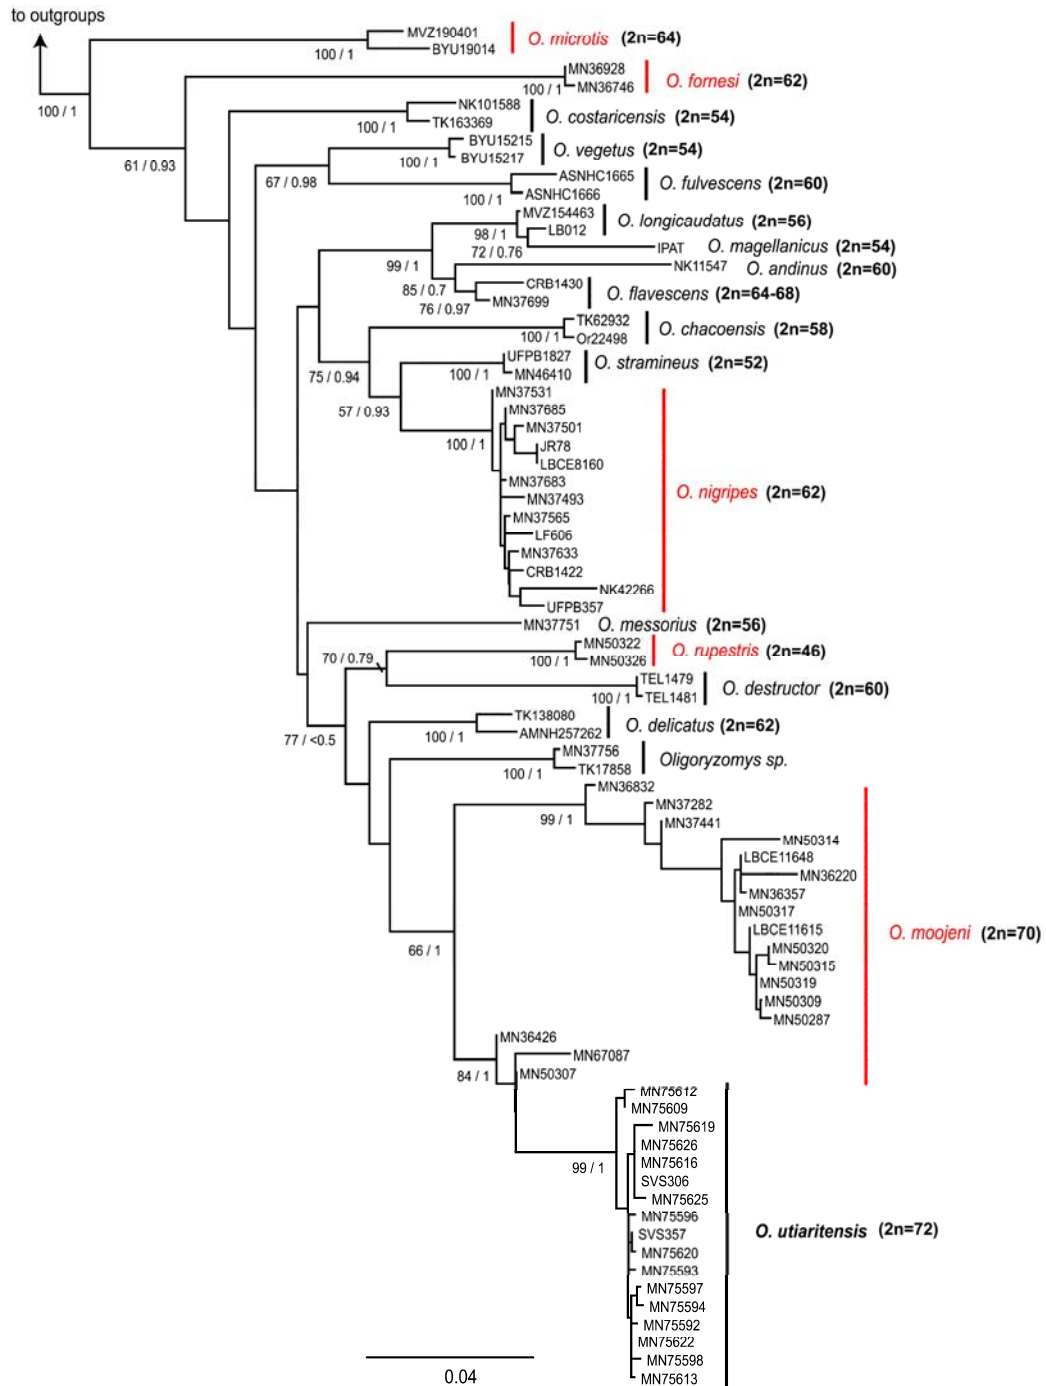 to outgroups
MVZ190401
BYU19014
O. microtis (2n=64)
100 / 1
100 / 1
MN36928
MN36746
O. fornesi (2n=62)
100 / 1
61 / 0.93
NK101588
TK163369
O. costaricensis (2n=54)
100 / 1
BYU15215
BYU15217
O. vegetus (2n=54)
100 / 1
67 / 0.98
ASNHC1665
ASNHC1666
O. fulvescens (2n=60)
100 / 1
MVZ154463
LB012
O. longicaudatus (2n=56)
98 / 1
72 / 0.76
IPAT
O. magellanicus (2n=54)
99 / 1
NK11547
O. andinus (2n=60)
85 / 0.7
CRB1430
MN37699
O. flavescens (2n=64-68)
76 / 0.97
TK62932
Or22498
O. chacoensis (2n=58)
100 / 1
75 / 0.94
UFPB1827
MN46410
O. stramineus (2n=52)
100 / 1
57 / 0.93
MN37531
MN37685
MN37501
JR78
100 / 1
LBCE8160
MN37683
MN37493
O. nigripes (2n=62)
MN37565
LF606
MN37633
CRB1422
NK42266
UFPB357
MN37751
O. messorius (2n=56)
MN50322
MN50326
O. rupestris (2n=46)
70 / 0.79
100 / 1
TEL1479
TEL1481
O. destructor (2n=60)
100 / 1
TK138080
AMNH257262
O. delicatus (2n=62)
100 / 1
77 / <0.5
MN37756
TK17858
Oligoryzomys sp.
100 / 1
MN36832
MN37282
MN37441
99 / 1
MN50314
LBCE11648
MN36220
MN36357
MN50317
LBCE11615
O. moojeni (2n=70)
MN50320
66 / 1
MN50315
MN50319
MN50309
MN50287
MN36426
MN67087
MN50307
84 / 1
MN75612
MN75609
MN75619
MN75626
MN75616
99 / 1
SVS306
MN75625
MN75596
O. utiaritensis (2n=72)
SVS357
MN75620
MN75593
MN75597
MN75594
MN75592
MN75622
MN75598
MN75613
0.04